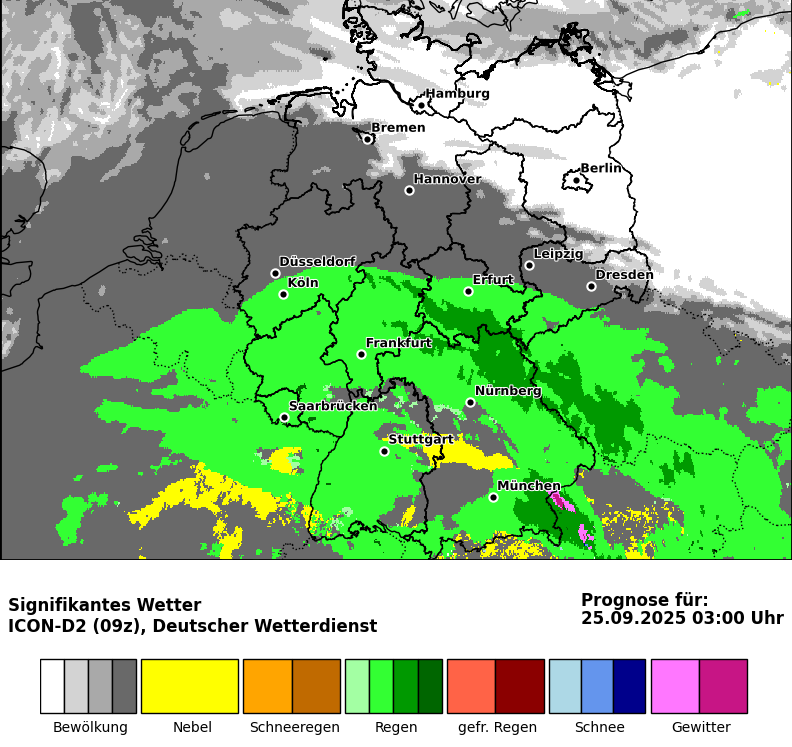 Hamburg
Bremen
Berlin
Hannover
Leipzig
Düsseldorf
Dresden
Köln
Erfurt
Frankfurt
Nürnberg
Saarbrücken
Stuttgart
München
Signifikantes Wetter
ICON-D2 (09z), Deutscher Wetterdienst
Prognose für:
25.09.2025 03:00 Uhr
Bewölkung
Nebel
Schneeregen
Regen
gefr. Regen
Schnee
Gewitter